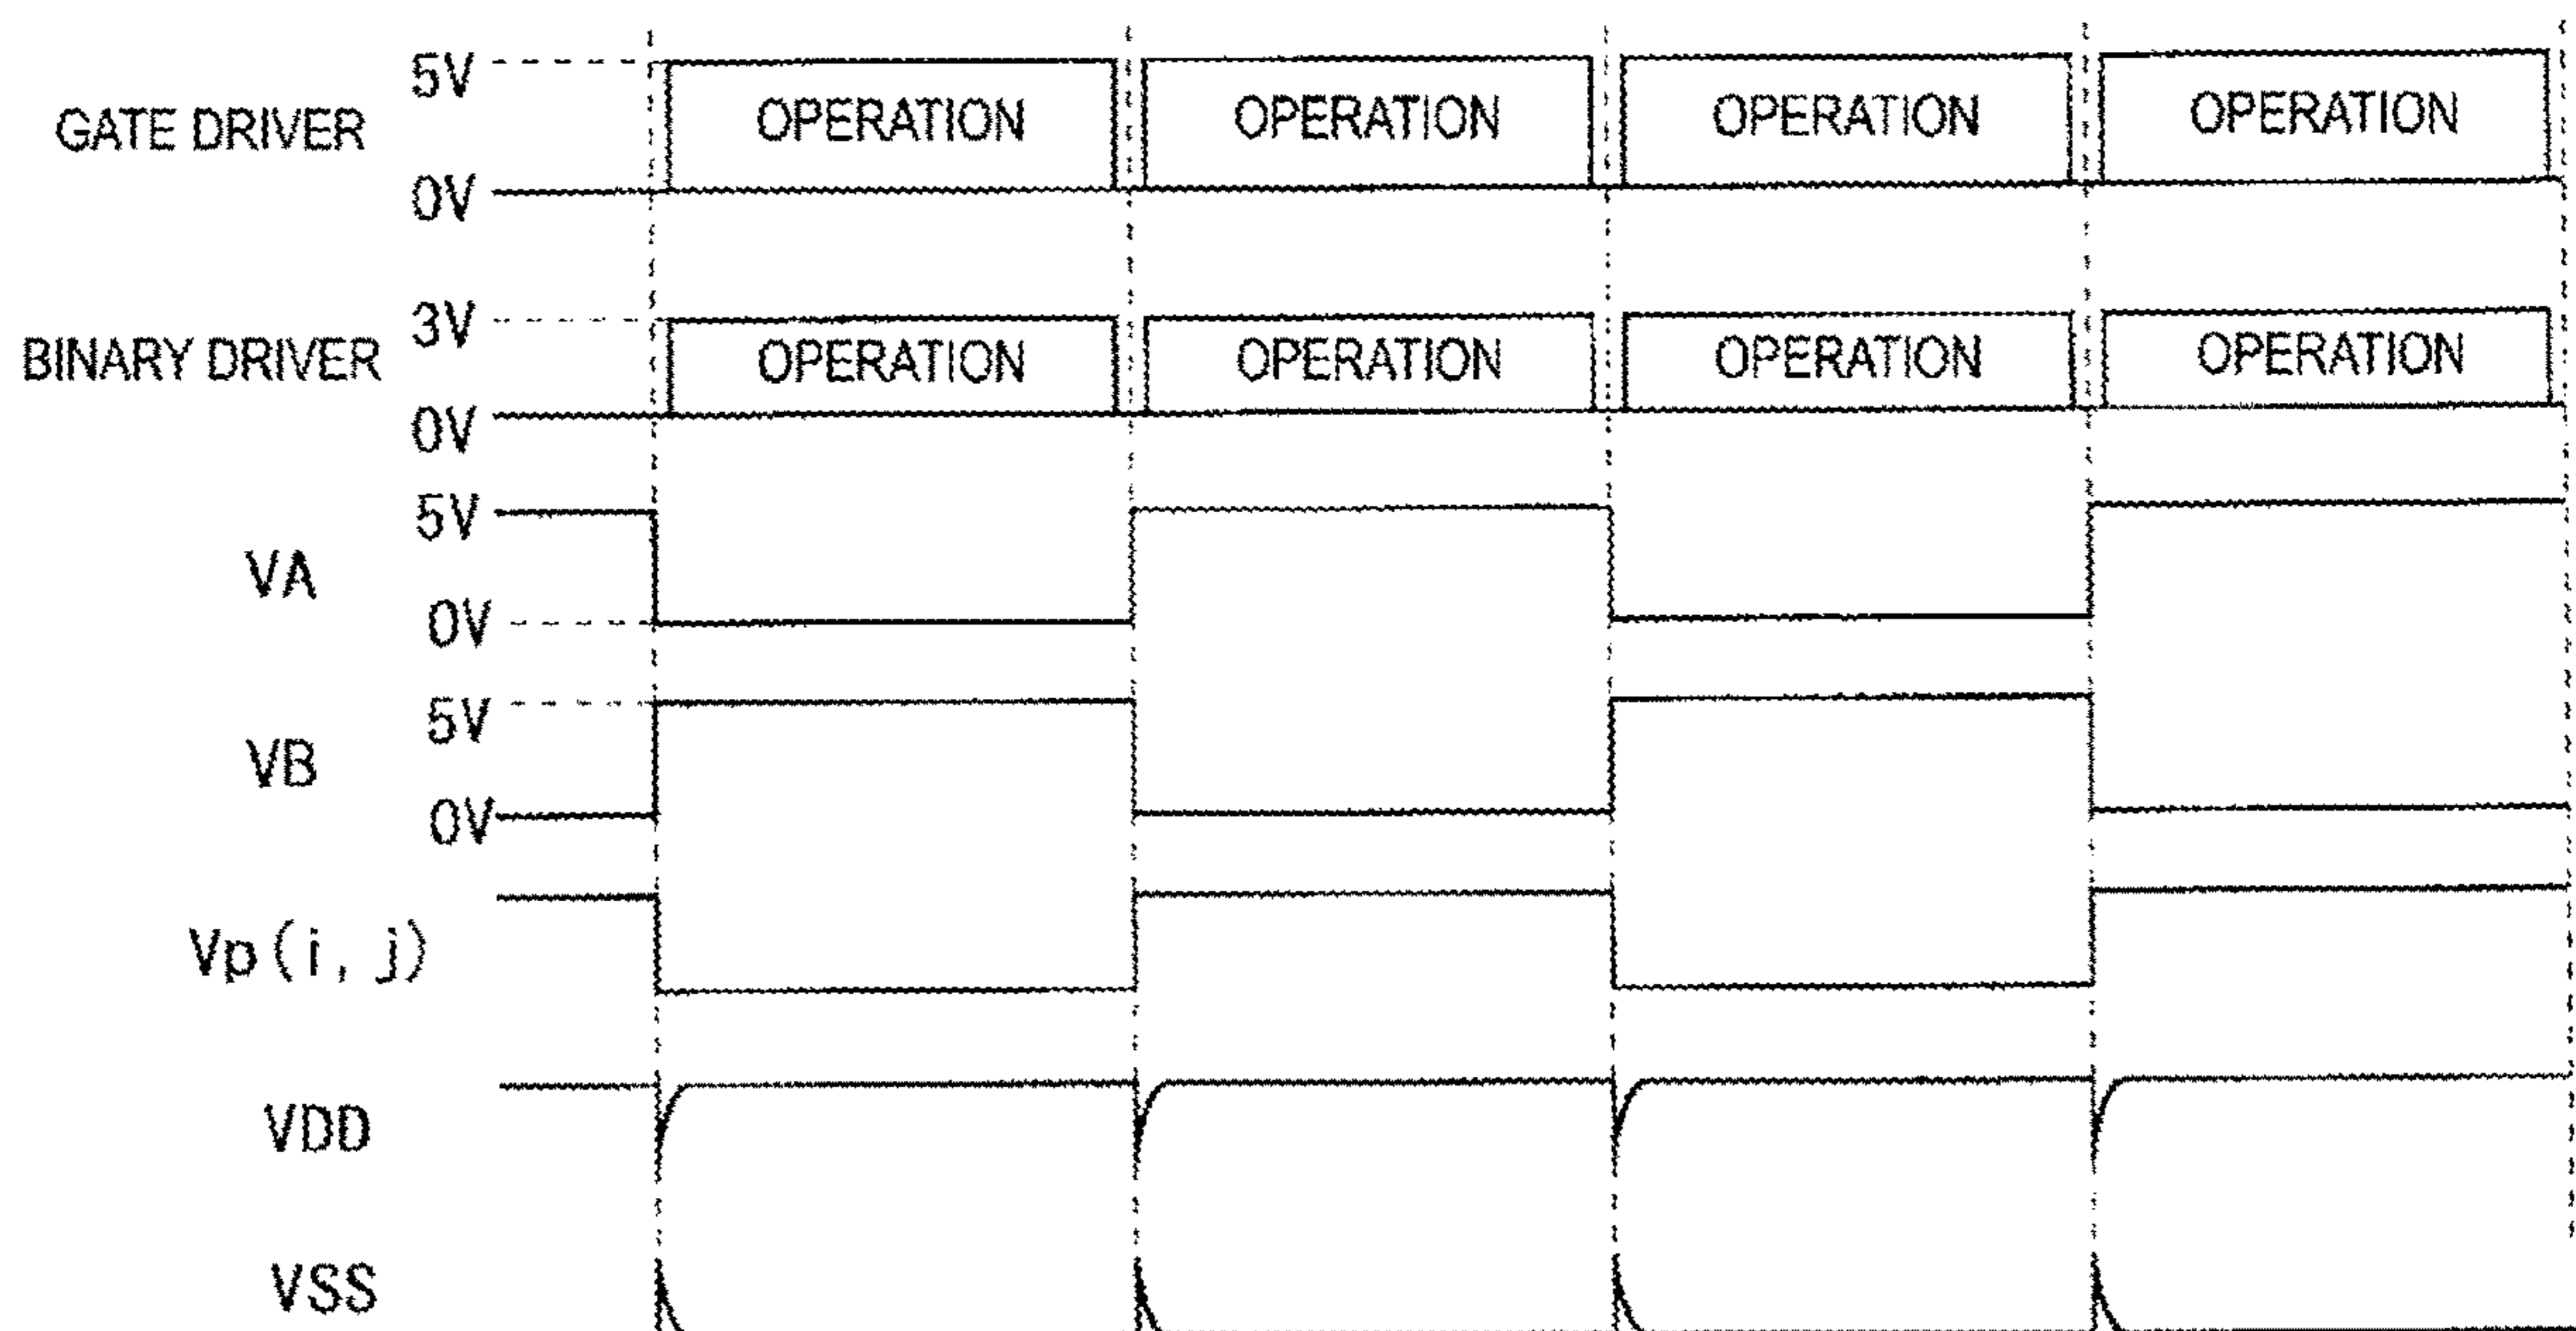 5V
GATE DRIVER
OPERATION OPERATION OPERATION OPERATION
0V
3V
BINARY DRIVER
OPERATION OPERATION OPERATION OPERATION
0V
5V
VA
0V
5V
VB
0V
Vp(i, j)
VDD
VSS